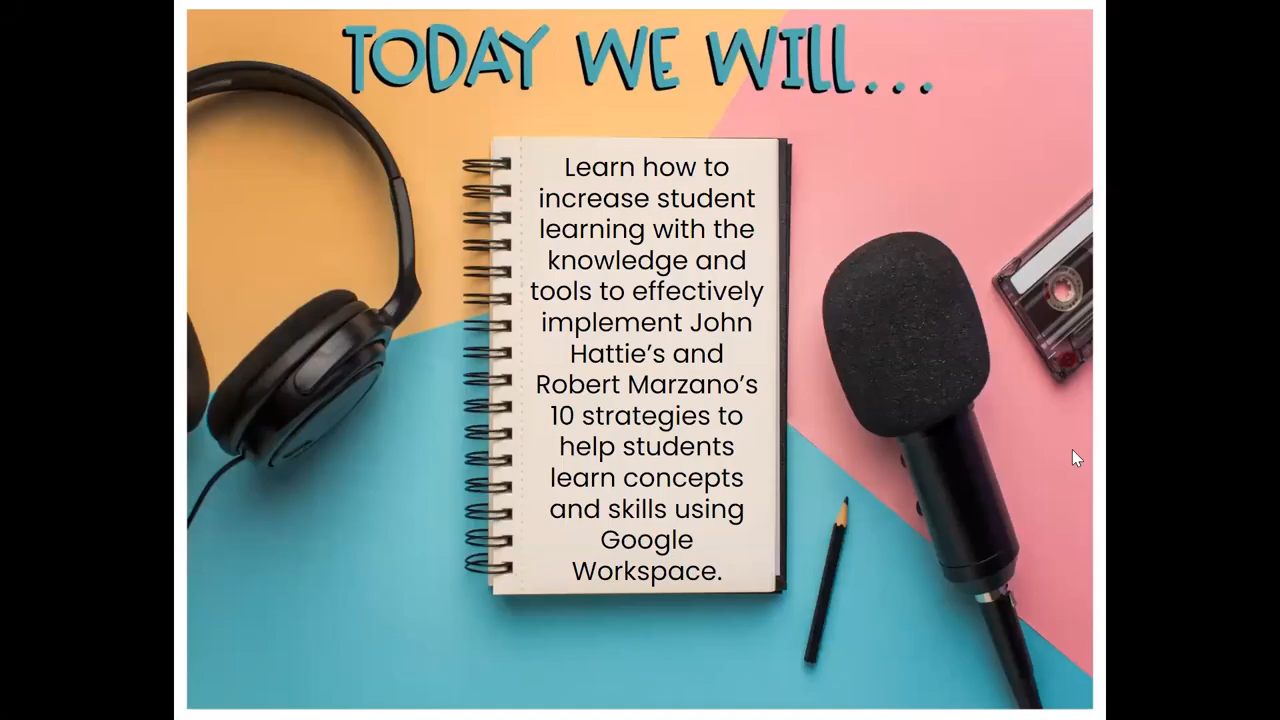 TODAY WE WILL...
Learn how to
increase student
learning with the
knowledge and
tools to effectively
implement John
Hattie’s and
Robert Marzano’s
10 strategies to
help students
learn concepts
and skills using
Google
Workspace.